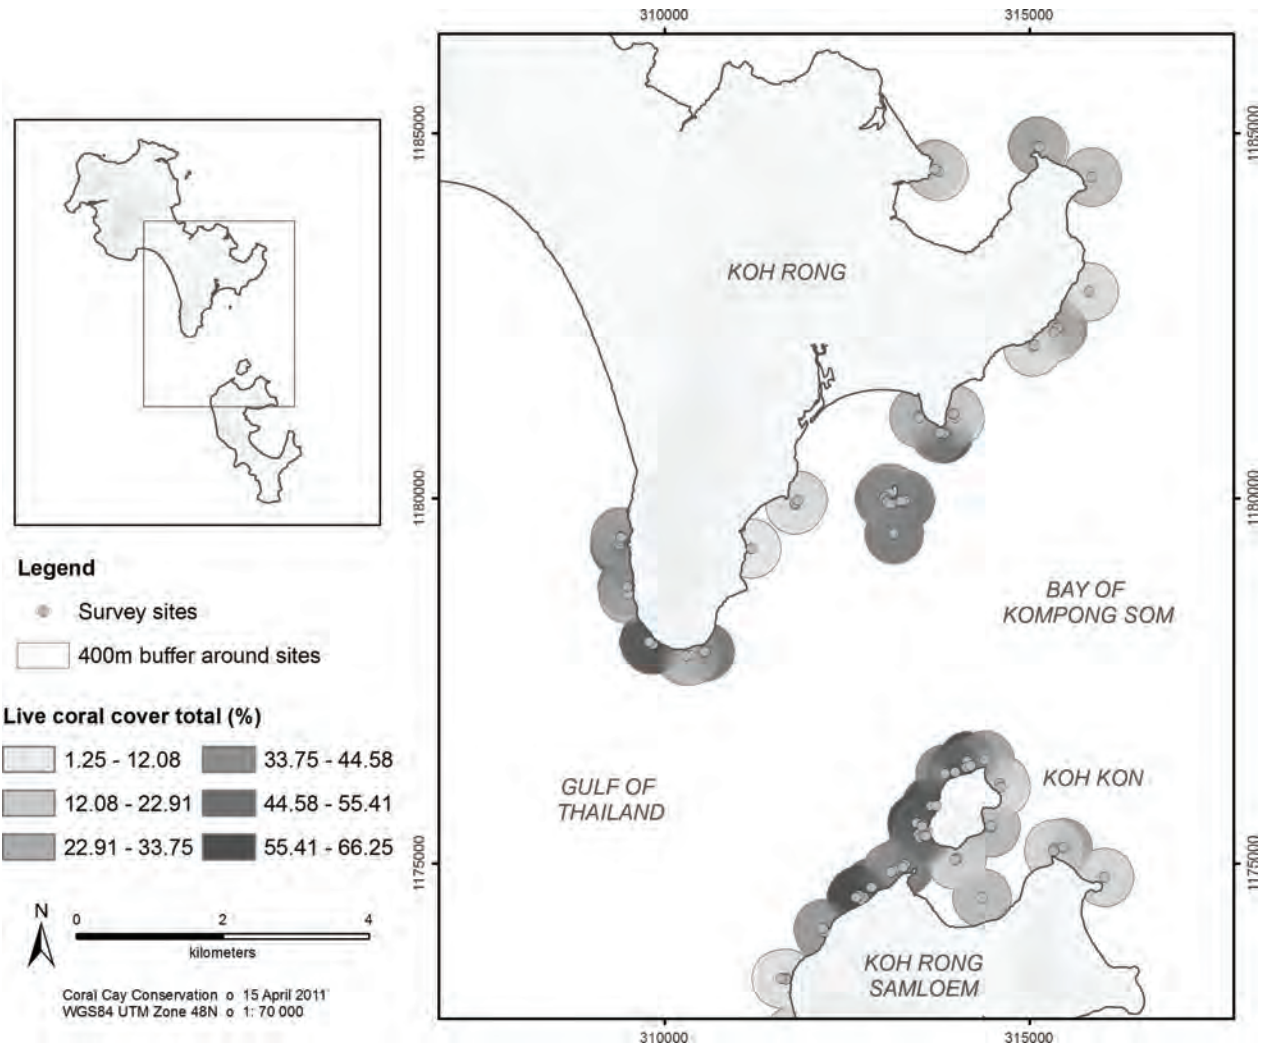 310000
315000
1185000
1185000
KOH RONG
1180000
1180000
BAY OF
KOMPONG SOM
GULF OF
THAILAND
KOH KON
1175000
1175000
KOH RONG
SAMLOEM
310000
315000
Legend
Survey sites
400m buffer around sites
Live coral cover total (%)
1.25 - 12.08
33.75 - 44.58
12.08 - 22.91
44.58 - 55.41
22.91 - 33.75
55.41 - 66.25
N
0 2 4
kilometers
Coral Cay Conservation o 15 April 2011
WGS84 UTM Zone 48N o 1: 70 000